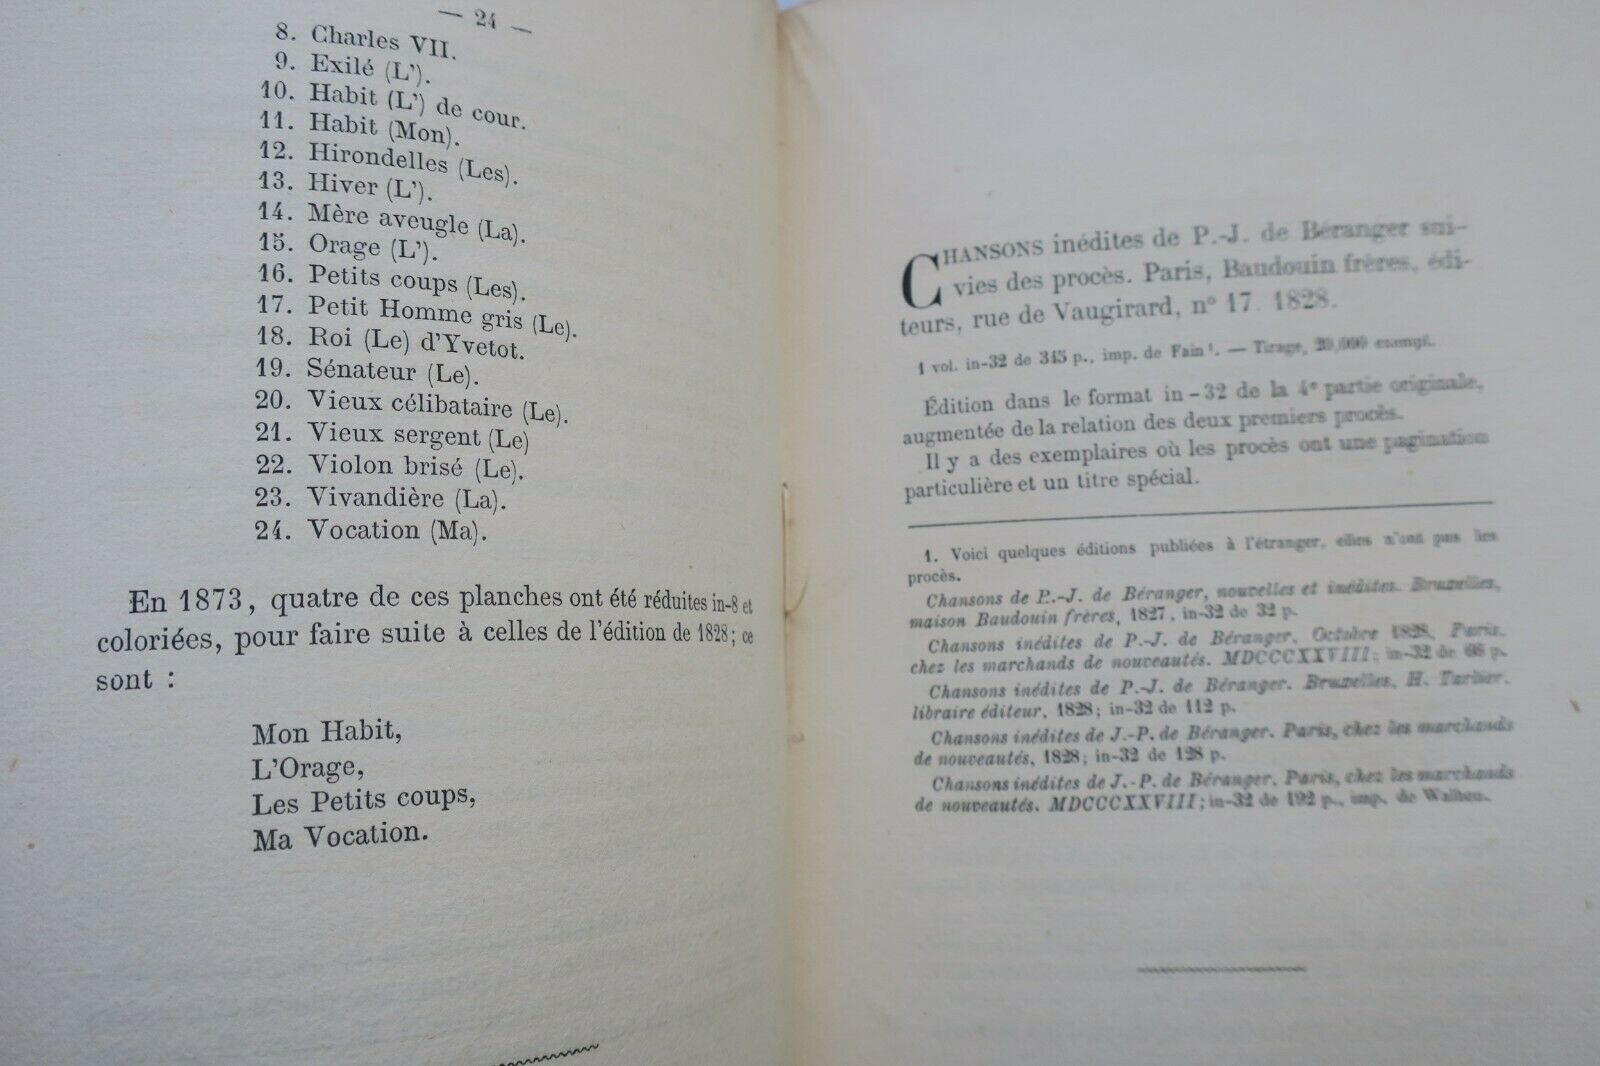 — 24 —
8. Charles VII.
9. Exilé (L').
10. Habit (L') de cour.
11. Habit (Mon).
12. Hirondelles (Les).
13. Hiver (L').
14. Mère aveugle (La).
15. Orage (L').
16. Petits coups (Les).
17. Petit Homme gris (Le).
18. Roi (Le) d'Yvetot.
19. Sénateur (Le).
20. Vieux célibataire (Le).
21. Vieux sergent (Le)
22. Violon brisé (Le).
23. Vivandière (La).
24. Vocation (Ma).
En 1873, quatre de ces planches ont été réduites in-8 et
coloriées, pour faire suite à celles de l'édition de 1828; ce
sont :
Mon Habit,
L'Orage,
Les Petits coups,
Ma Vocation.
CHANSONS inédites de P.-J. de Béranger sui-
vies des procès. Paris, Baudouin frères, édi-
teurs, rue de Vaugirard, n° 17. 1828.
1 vol. in-32 de 345 p., imp. de Fain¹. — Tirage, 20,000 exempl.
Édition dans le format in-32 de la 4e partie originale,
augmentée de la relation des deux premiers procès.
Il y a des exemplaires où les procès ont une pagination
particulière et un titre spécial.
1. Voici quelques éditions publiées à l'étranger, elles n'ont pas les
procès.
Chansons de P.-J. de Béranger, nouvelles et inédites. Bruxelles,
maison Baudouin frères, 1827, in-32 de 32 p.
Chansons inédites de P.-J. de Béranger, Octobre 1828, Paris,
chez les marchands de nouveautés. MDCCCXXVIII; in-32 de 68 p.
Chansons inédites de P.-J. de Béranger. Bruxelles, H. Tarlier,
libraire éditeur, 1828; in-32 de 112 p.
Chansons inédites de J.-P. de Béranger. Paris, chez les marchands
de nouveautés, 1828; in-32 de 128 p.
Chansons inédites de J.-P. de Béranger. Paris, chez les marchands
de nouveautés. MDCCCXXVIII; in-32 de 192 p., imp. de Walhen.